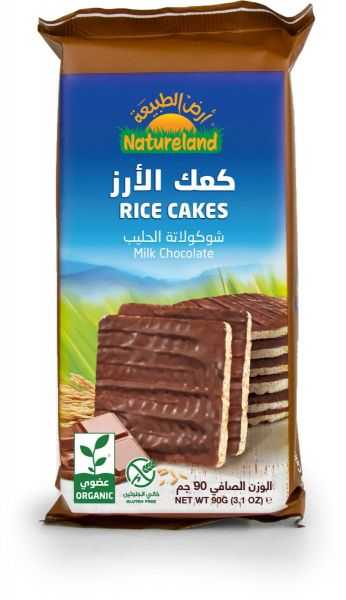 أرض الطبيعة
Natureland
كعك الأرز
RICE CAKES
شوكولاتة الحليب
Milk Chocolate
عضوي
ORGANIC
خالي الجلوتين
GLUTEN FREE
الوزن الصافي 90 جم
NET WT 90G (3,1 OZ) ℮